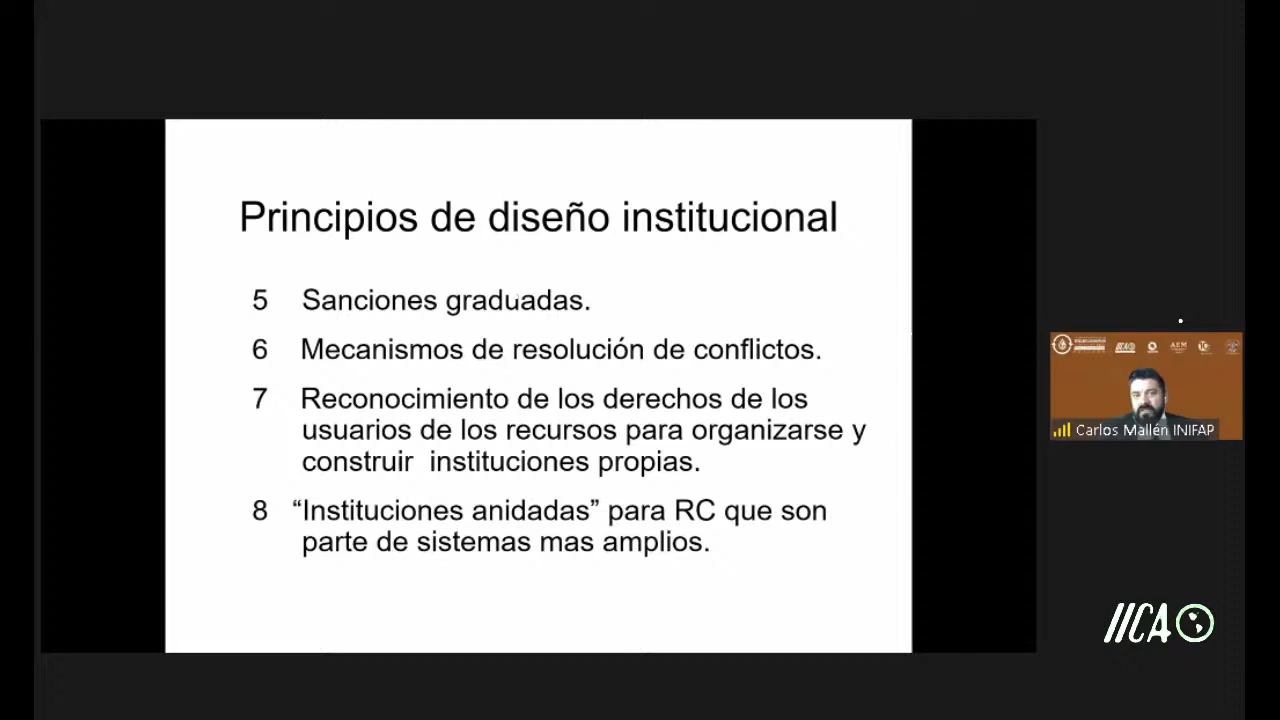 Principios de diseño institucional
5 Sanciones graduadas.
6 Mecanismos de resolución de conflictos.
7 Reconocimiento de los derechos de los
usuarios de los recursos para organizarse y
construir instituciones propias.
8 “Instituciones anidadas” para RC que son
parte de sistemas mas amplios.
IICA
AEM
Carlos Mallén INIFAP
IICA